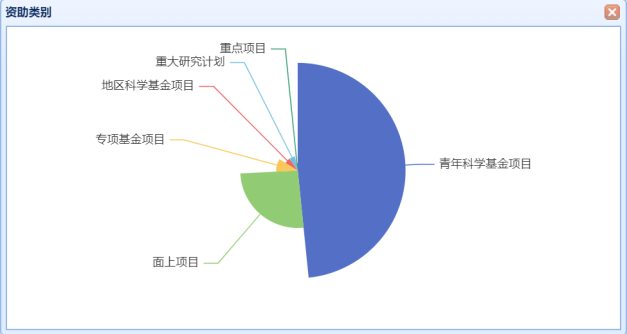 资助类别
重点项目
重大研究计划
地区科学基金项目
专项基金项目
青年科学基金项目
面上项目